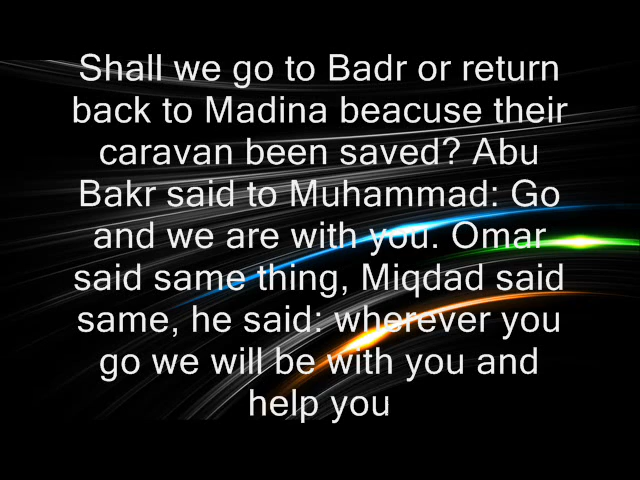 Shall we go to Badr or return
back to Madina beacuse their
caravan been saved? Abu
Bakr said to Muhammad: Go
and we are with you. Omar
said same thing, Miqdad said
same, he said: wherever you
go we will be with you and
help you